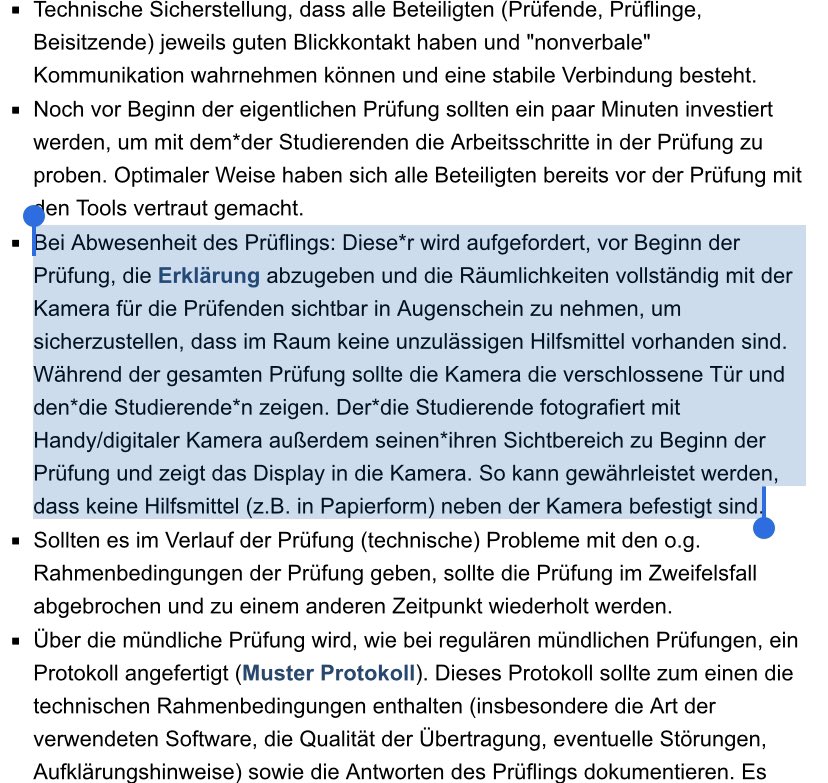 Technische Sicherstellung, dass alle Beteiligten (Prüfende, Prüflinge,
Beisitzende) jeweils guten Blickkontakt haben und "nonverbale"
Kommunikation wahrnehmen können und eine stabile Verbindung besteht.
Noch vor Beginn der eigentlichen Prüfung sollten ein paar Minuten investiert
werden, um mit dem*der Studierenden die Arbeitsschritte in der Prüfung zu
proben. Optimaler Weise haben sich alle Beteiligten bereits vor der Prüfung mit
den Tools vertraut gemacht.
Bei Abwesenheit des Prüflings: Diese*r wird aufgefordert, vor Beginn der
Prüfung, die Erklärung abzugeben und die Räumlichkeiten vollständig mit der
Kamera für die Prüfenden sichtbar in Augenschein zu nehmen, um
sicherzustellen, dass im Raum keine unzulässigen Hilfsmittel vorhanden sind.
Während der gesamten Prüfung sollte die Kamera die verschlossene Tür und
den*die Studierende*n zeigen. Der*die Studierende fotografiert mit
Handy/digitaler Kamera außerdem seinen*ihren Sichtbereich zu Beginn der
Prüfung und zeigt das Display in die Kamera. So kann gewährleistet werden,
dass keine Hilfsmittel (z.B. in Papierform) neben der Kamera befestigt sind.
Sollten es im Verlauf der Prüfung (technische) Probleme mit den o.g.
Rahmenbedingungen der Prüfung geben, sollte die Prüfung im Zweifelsfall
abgebrochen und zu einem anderen Zeitpunkt wiederholt werden.
Über die mündliche Prüfung wird, wie bei regulären mündlichen Prüfungen, ein
Protokoll angefertigt (Muster Protokoll). Dieses Protokoll sollte zum einen die
technischen Rahmenbedingungen enthalten (insbesondere die Art der
verwendeten Software, die Qualität der Übertragung, eventuelle Störungen,
Aufklärungshinweise) sowie die Antworten des Prüflings dokumentieren. Es